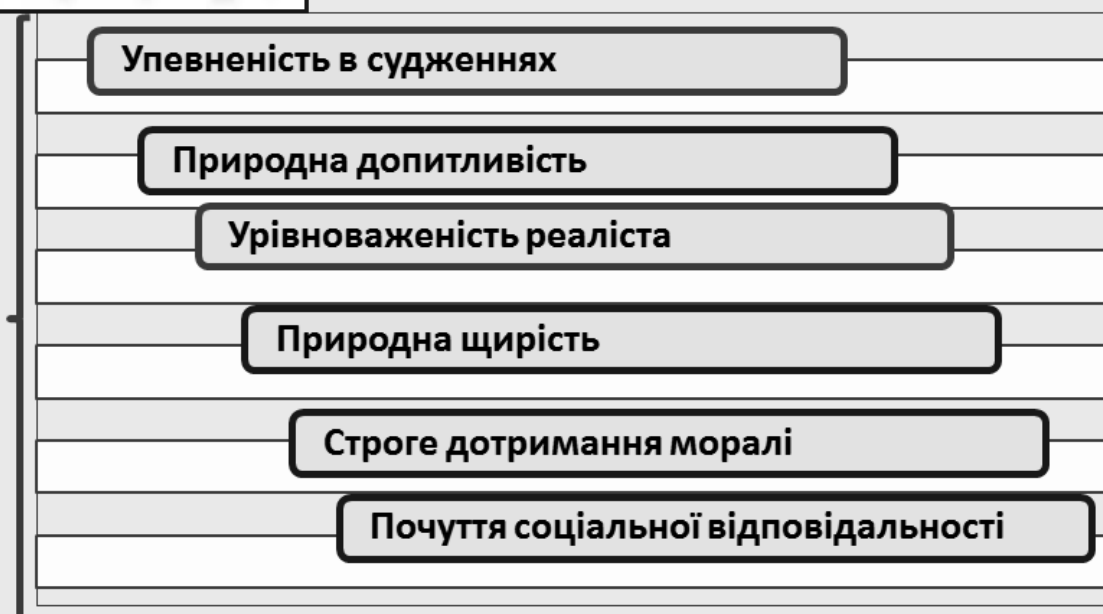 Упевненість в судженнях
Природна допитливість
Урівноваженість реаліста
Природна щирість
Строге дотримання моралі
Почуття соціальної відповідальності